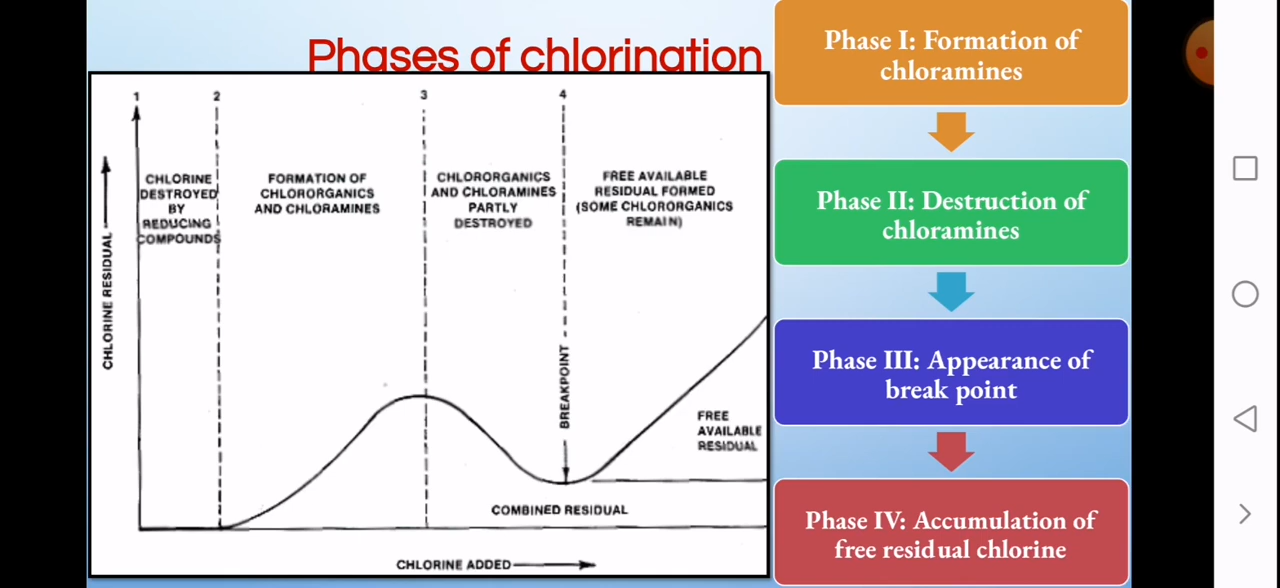 Phases of chlorination
1 2 3 4
CHLORINE
DESTROYED
BY
REDUCING
COMPOUNDS
FORMATION OF
CHLORORGANICS
AND CHLORAMINES
CHLORORGANICS
AND CHLORAMINES
PARTLY
DESTROYED
FREE AVAILABLE
RESIDUAL FORMED
(SOME CHLORORGANICS
REMAIN)
CHLORINE RESIDUAL
BREAKPOINT
FREE
AVAILABLE
RESIDUAL
COMBINED RESIDUAL
CHLORINE ADDED
Phase I: Formation of
chloramines
Phase II: Destruction of
chloramines
Phase III: Appearance of
break point
Phase IV: Accumulation of
free residual chlorine